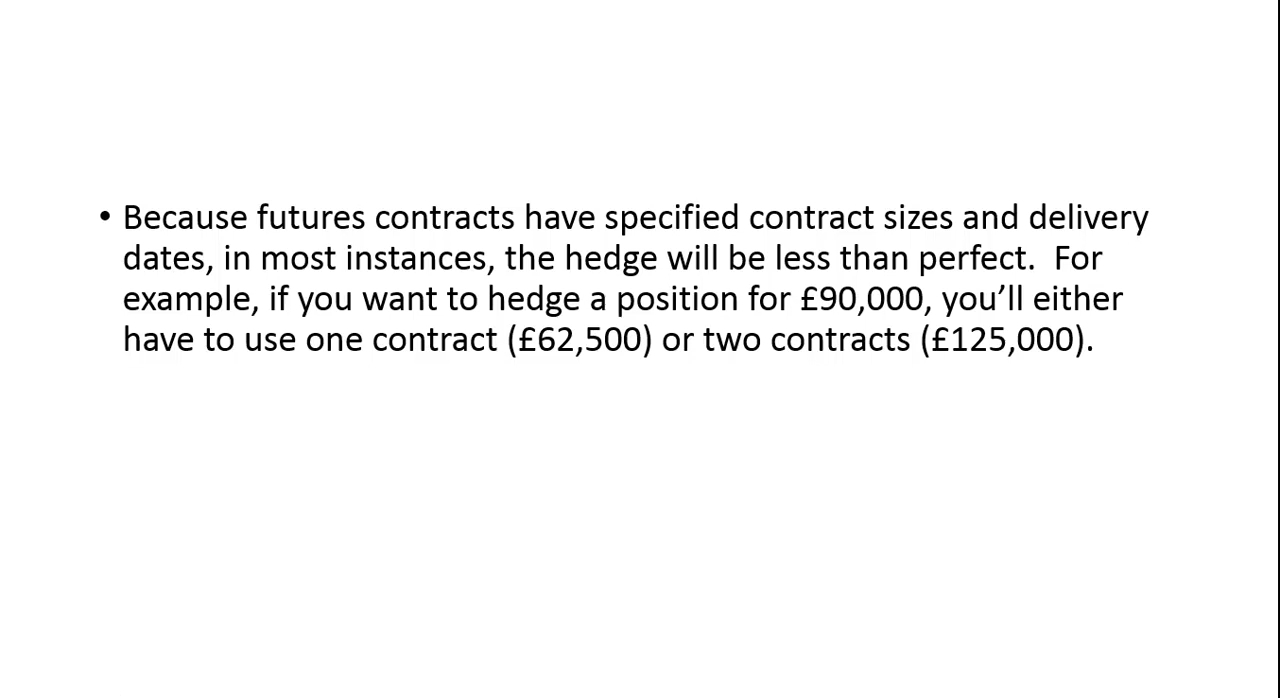 • Because futures contracts have specified contract sizes and delivery
dates, in most instances, the hedge will be less than perfect.  For
example, if you want to hedge a position for £90,000, you’ll either
have to use one contract (£62,500) or two contracts (£125,000).